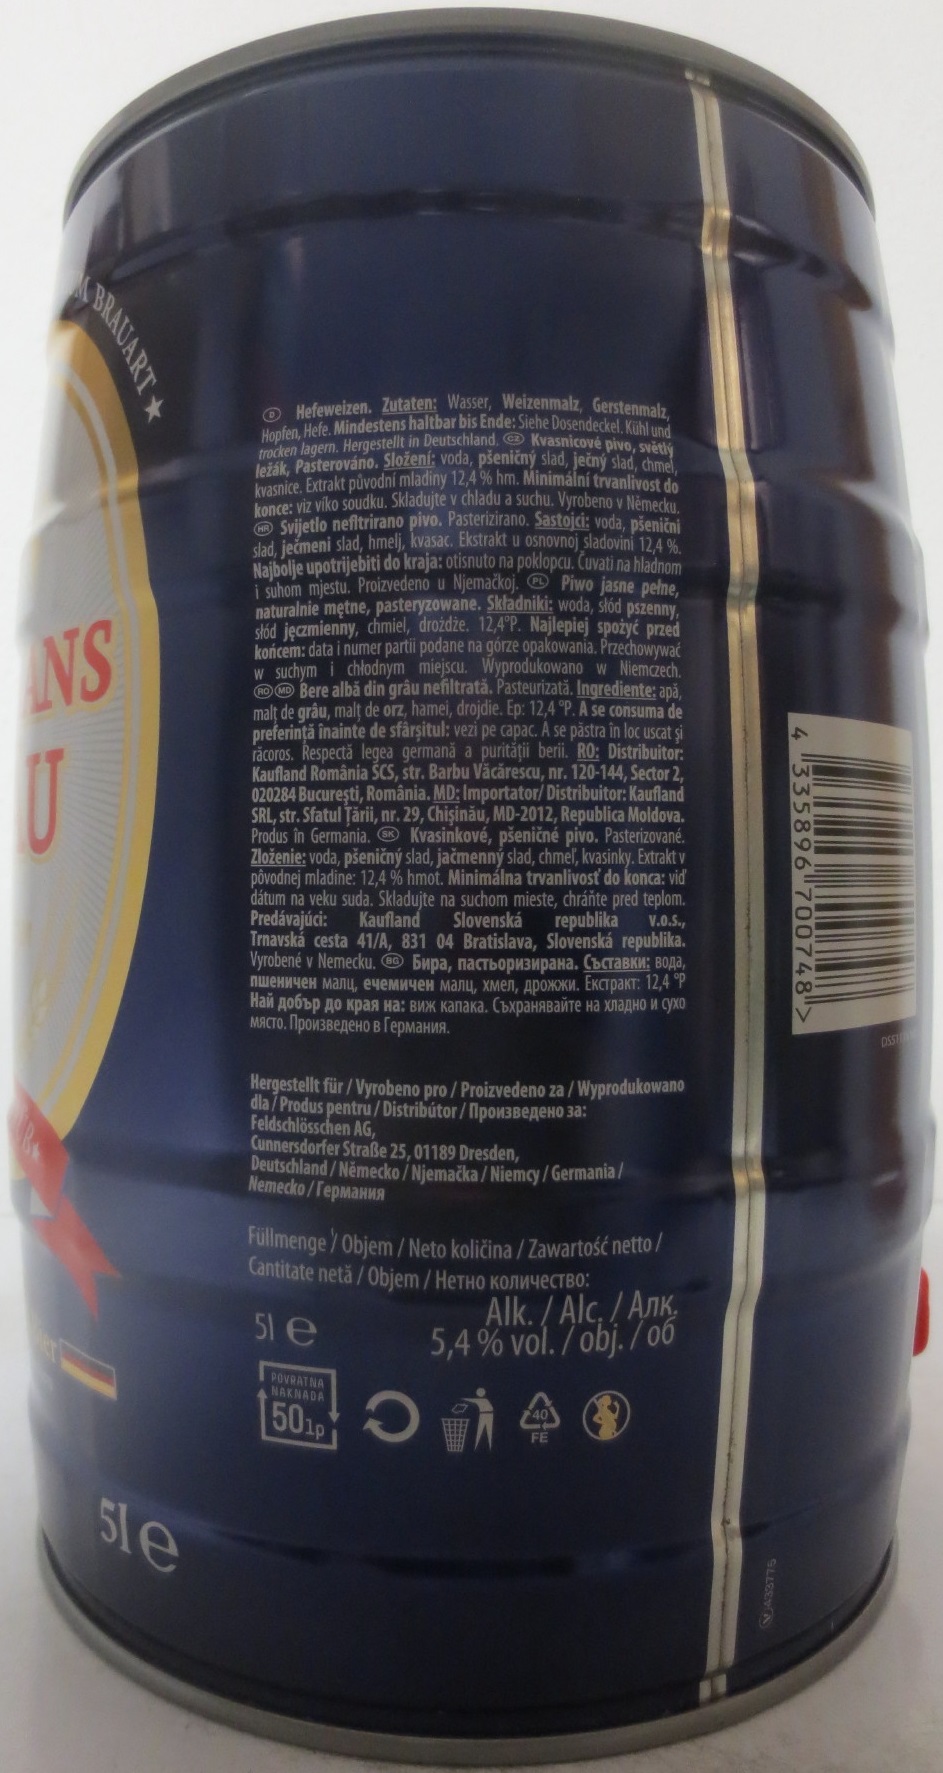 M BRAUART ★
ANS
U
5l e
Ⓓ Hefeweizen. Zutaten: Wasser, Weizenmalz, Gerstenmalz,
Hopfen, Hefe. Mindestens haltbar bis Ende: Siehe Dosendeckel. Kühl und
trocken lagern. Hergestellt in Deutschland. CZ Kvasnicové pivo, světlý
ležák, Pasterováno. Složení: voda, pšeničný slad, ječný slad, chmel,
kvasnice. Extrakt původní mladiny 12,4 % hm. Minimální trvanlivost do
konce: viz víko soudku. Skladujte v chladu a suchu. Vyrobeno v Německu.
HR Svijetlo nefiltrirano pivo. Pasterizirano. Sastojci: voda, pšenični
slad, ječmeni slad, hmelj, kvasac. Ekstrakt u osnovnoj sladovini 12,4 %.
Najbolje upotrijebiti do kraja: otisnuto na poklopcu. Čuvati na hladnom
i suhom mjestu. Proizvedeno u Njemačkoj. PL Piwo jasne pełne,
naturalnie mętne, pasteryzowane. Składniki: woda, słód pszenny,
słód jęczmienny, chmiel, drożdże. 12,4°P. Najlepiej spożyć przed
końcem: data i numer partii podane na górze opakowania. Przechowywać
w suchym i chłodnym miejscu. Wyprodukowano w Niemczech.
RO MD Bere albă din grâu nefiltrată. Pasteurizată. Ingrediente: apă,
malț de grâu, malț de orz, hamei, drojdie. Ep: 12,4 °P. A se consuma de
preferință înainte de sfârșitul: vezi pe capac. A se păstra în loc uscat și
răcoros. Respectă legea germană a purității berii. RO: Distribuitor:
Kaufland România SCS, str. Barbu Văcărescu, nr. 120-144, Sector 2,
020284 București, România. MD: Importator/ Distribuitor: Kaufland
SRL, str. Sfatul Țării, nr. 29, Chișinău, MD-2012, Republica Moldova.
Produs în Germania. SK Kvasinkové, pšeničné pivo. Pasterizované.
Zloženie: voda, pšeničný slad, jačmenný slad, chmeľ, kvasinky. Extrakt v
pôvodnej mladine: 12,4 % hmot. Minimálna trvanlivosť do konca: viď
dátum na veku suda. Skladujte na suchom mieste, chráňte pred teplom.
Predávajúci: Kaufland Slovenská republika v.o.s.,
Trnavská cesta 41/A, 831 04 Bratislava, Slovenská republika.
Vyrobené v Nemecku. BG Бира, пастьоризирана. Съставки: вода,
пшеничен малц, ечемичен малц, хмел, дрожжи. Екстракт: 12,4 °P
Най добър до края на: виж капака. Съхранявайте на хладно и сухо
място. Произведено в Германия.
Hergestellt für / Vyrobeno pro / Proizvedeno za / Wyprodukowano
dla / Produs pentru / Distribútor / Произведено за:
Feldschlösschen AG,
Cunnersdorfer Straße 25, 01189 Dresden,
Deutschland / Německo / Njemačka / Niemcy / Germania /
Nemecko / Германия
Füllmenge / Objem / Neto količina / Zawartość netto /
Cantitate netă / Objem / Нетно количество:
5l e
Alk. / Alc. / Алк.
5,4 % vol. / obj. / об
POVRATNA
NAKNADA
50lp
40
FE
4 335896 700748 >
V 433775